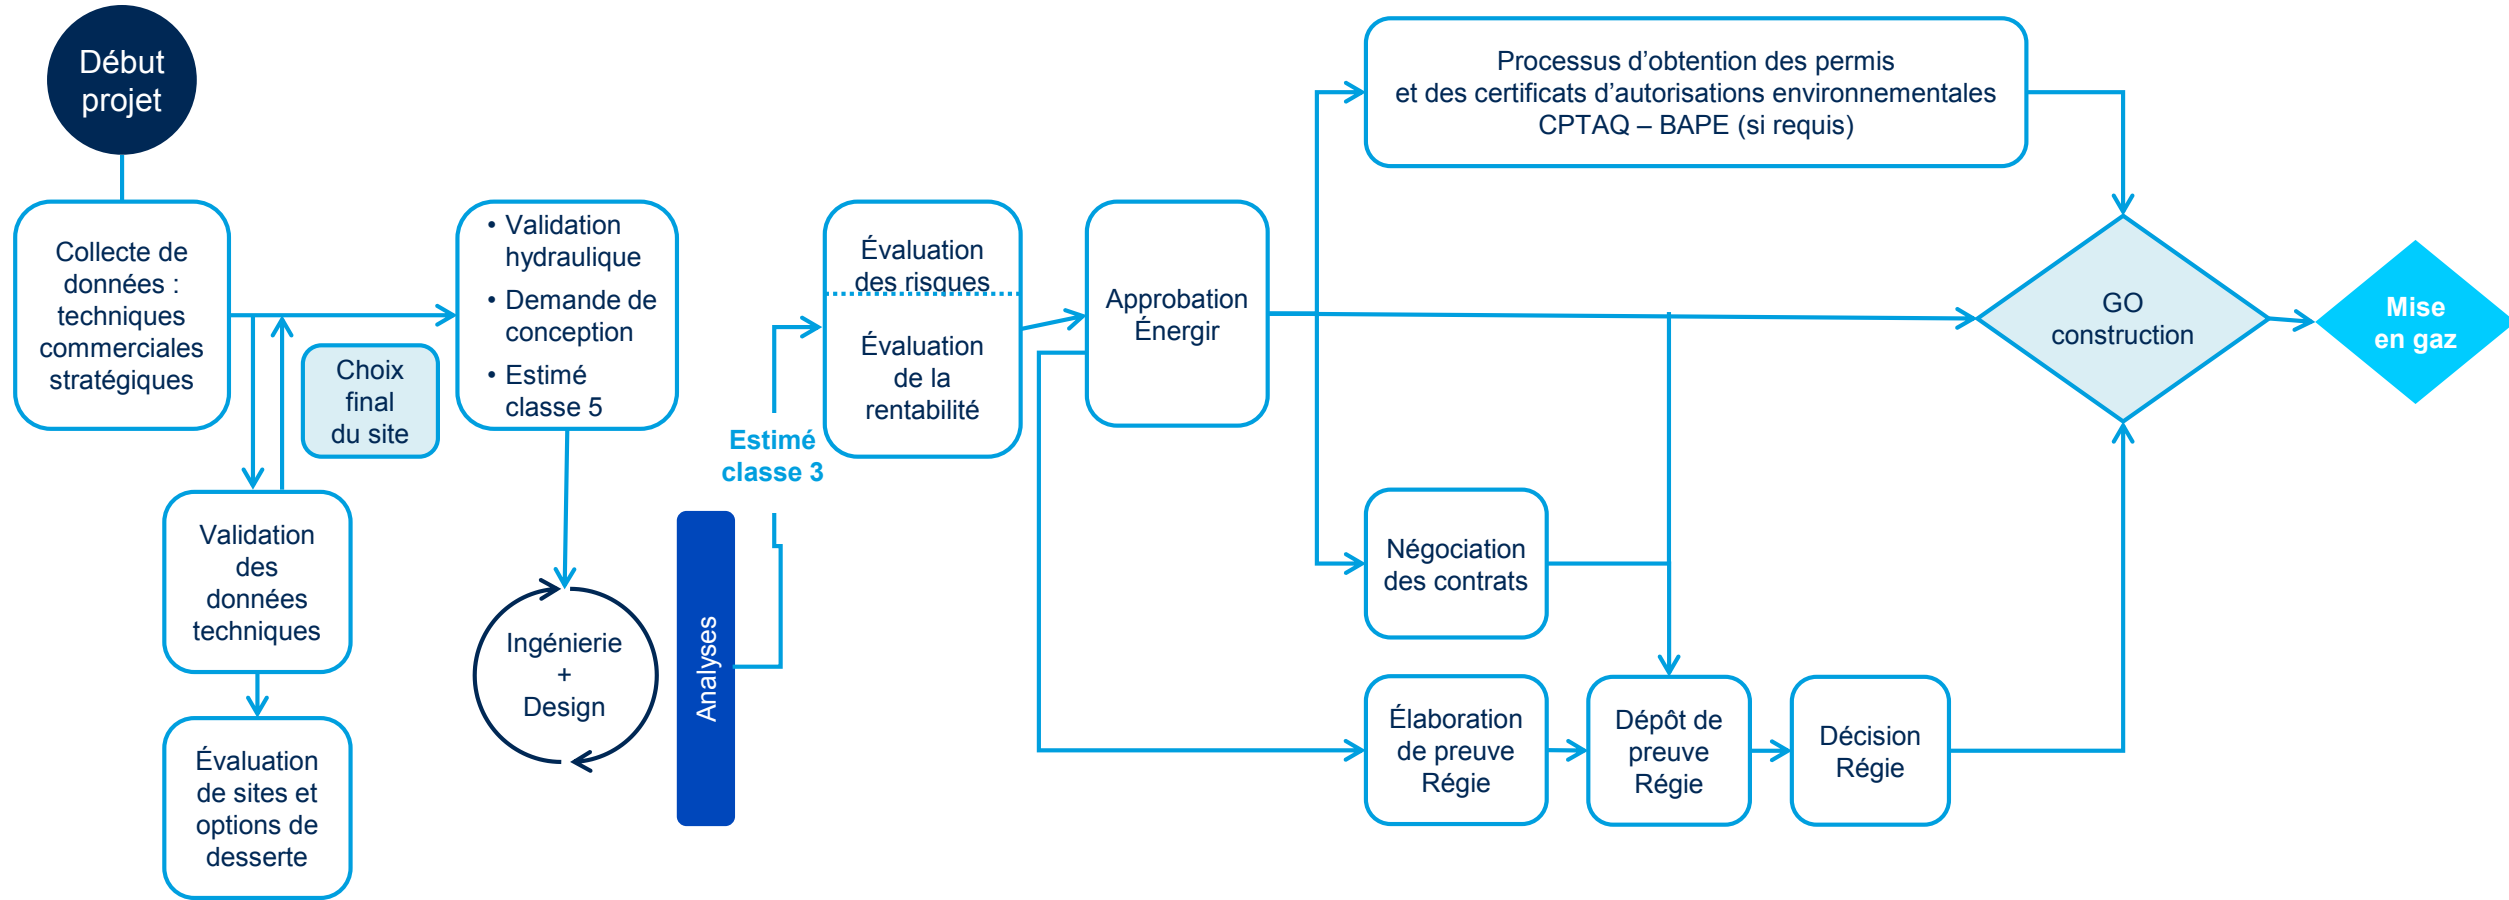 Début
projet
Collecte de
données :
techniques
commerciales
stratégiques
Choix
final
du site
Validation
des
données
techniques
Évaluation
de sites et
options de
desserte
• Validation
hydraulique
• Demande de
conception
• Estimé
classe 5
Ingénierie
+
Design
Analyses
Estimé
classe 3
Évaluation
des risques
Évaluation
de la
rentabilité
Approbation
Énergir
Processus d’obtention des permis
et des certificats d’autorisations environnementales
CPTAQ – BAPE (si requis)
Négociation
des contrats
Élaboration
de preuve
Régie
Dépôt de
preuve
Régie
Décision
Régie
GO
construction
Mise
en gaz